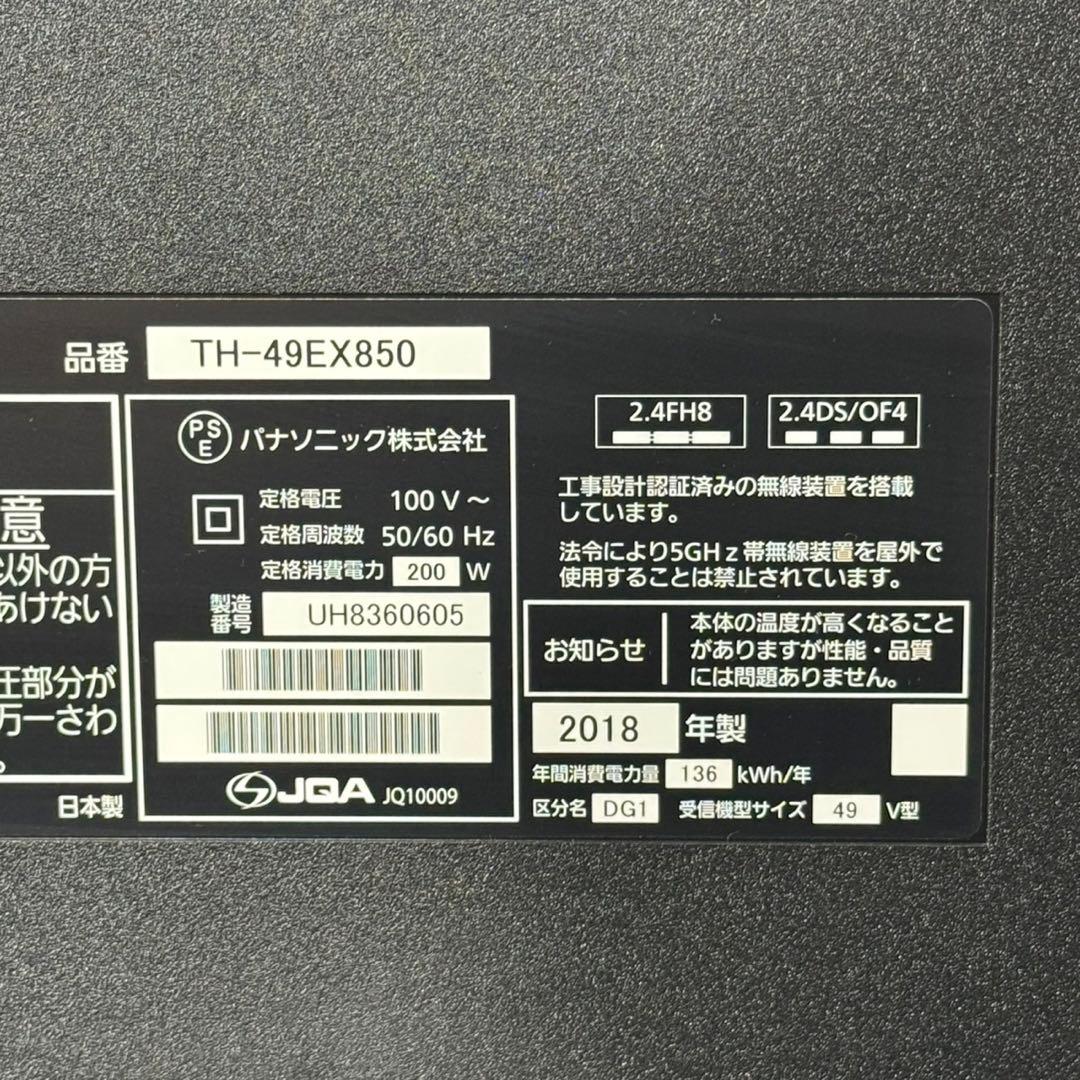 品番 TH-49EX850
意
以外の方
あけない
圧部分が
万一さわ
。
日本製
PSE パナソニック株式会社
定格電圧 100 V ～
定格周波数 50/60 Hz
定格消費電力 200 W
製造番号 UH8360605
JQA JQ10009
2.4FH8
2.4DS/OF4
工事設計認証済みの無線装置を搭載
しています。
法令により5GHz帯無線装置を屋外で
使用することは禁止されています。
お知らせ
本体の温度が高くなること
がありますが性能・品質
には問題ありません。
2018 年製
年間消費電力量 136 kWh/年
区分名 DG1 受信機型サイズ 49 V型